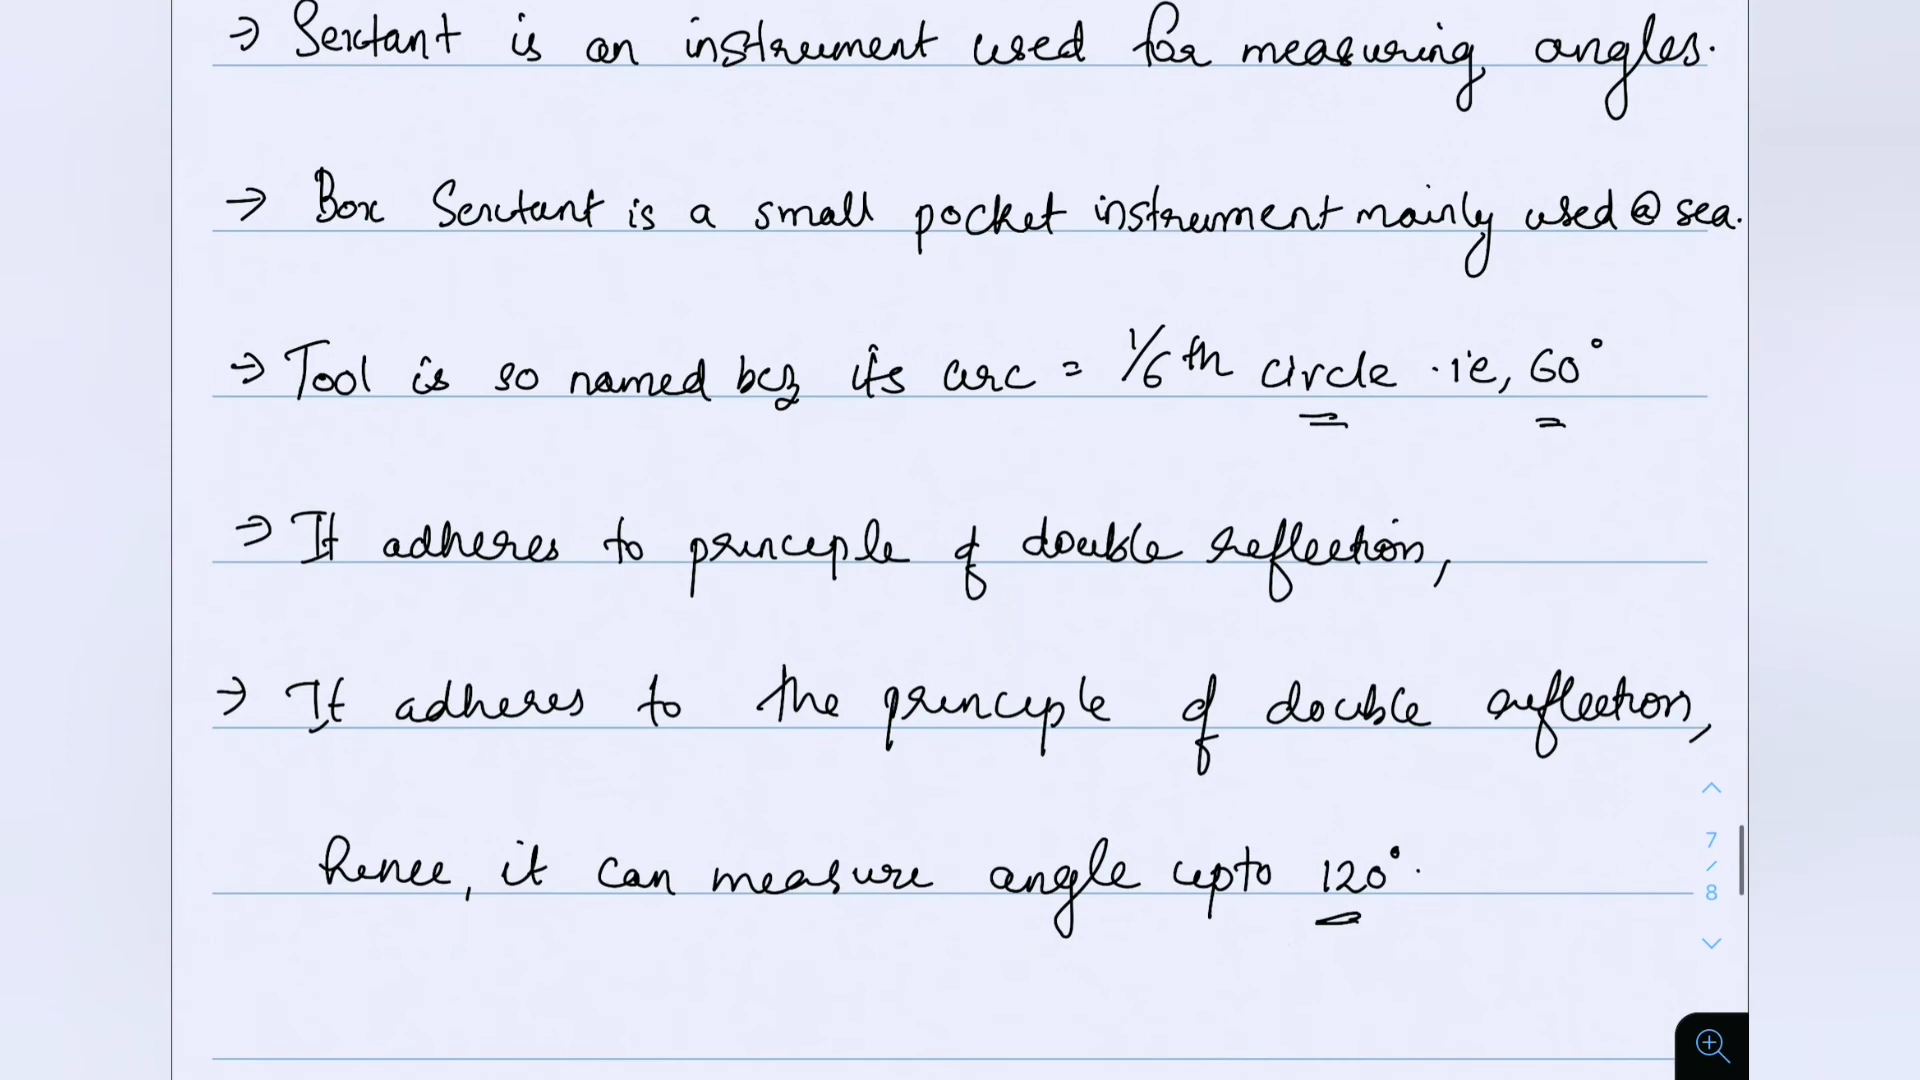 → Sextant is an instrument used for measuring angles.
→ Box Sextant is a small pocket instrument mainly used @ sea.
→ Tool is so named bcz its arc = 1/6th circle .ie, 60°
→ It adheres to principle of double reflection,
→ It adheres to the principle of double reflection,
hence, it can measure angle upto 120°.
7
/
8